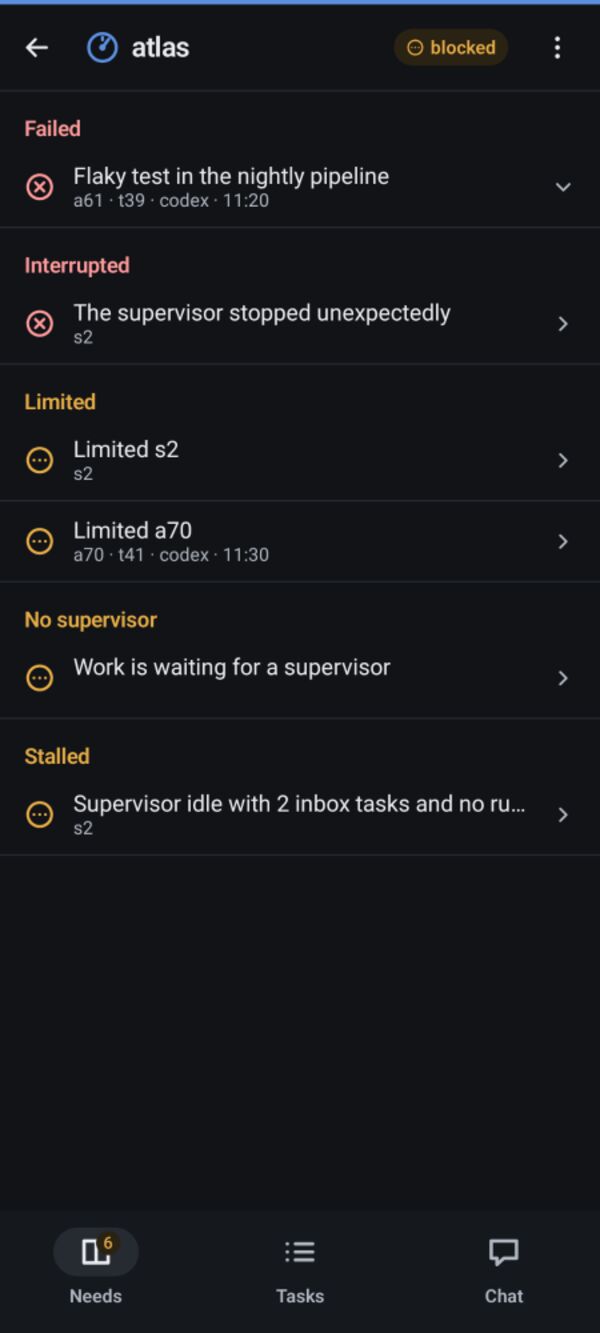 atlas
blocked
Failed
Flaky test in the nightly pipeline
a61 · t39 · codex · 11:20
Interrupted
The supervisor stopped unexpectedly
s2
Limited
Limited s2
s2
Limited a70
a70 · t41 · codex · 11:30
No supervisor
Work is waiting for a supervisor
Stalled
Supervisor idle with 2 inbox tasks and no ru...
s2
6
Needs
Tasks
Chat